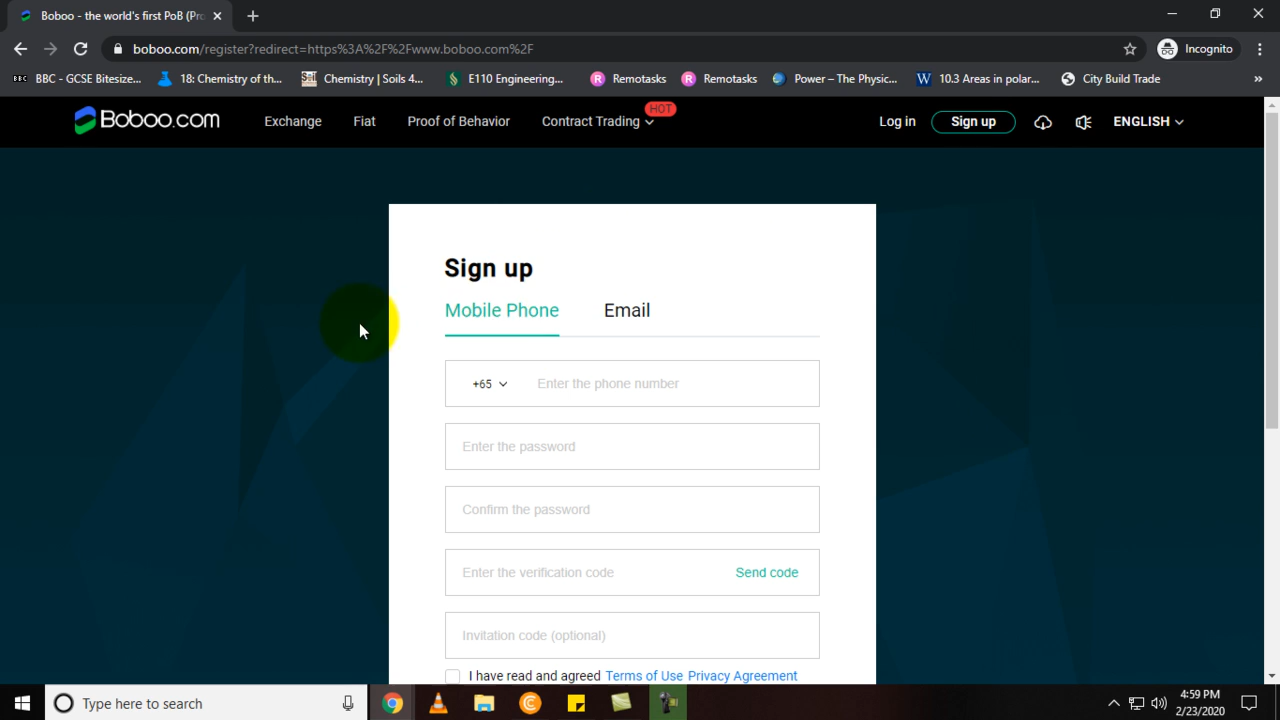 Boboo - the world's first PoB (Pro
boboo.com/register?redirect=https%3A%2F%2Fwww.boboo.com%2F
Incognito
BBC BBC - GCSE Bitesize...
18: Chemistry of th...
Chemistry | Soils 4...
E110 Engineering...
R Remotasks
R Remotasks
Power – The Physic...
W 10.3 Areas in polar...
City Build Trade
»
Boboo.com
Exchange
Fiat
Proof of Behavior
Contract Trading
HOT
Log in
Sign up
ENGLISH
Sign up
Mobile Phone
Email
+65
Enter the phone number
Enter the password
Confirm the password
Enter the verification code
Send code
Invitation code (optional)
I have read and agreed Terms of Use Privacy Agreement
Type here to search
4:59 PM
2/23/2020